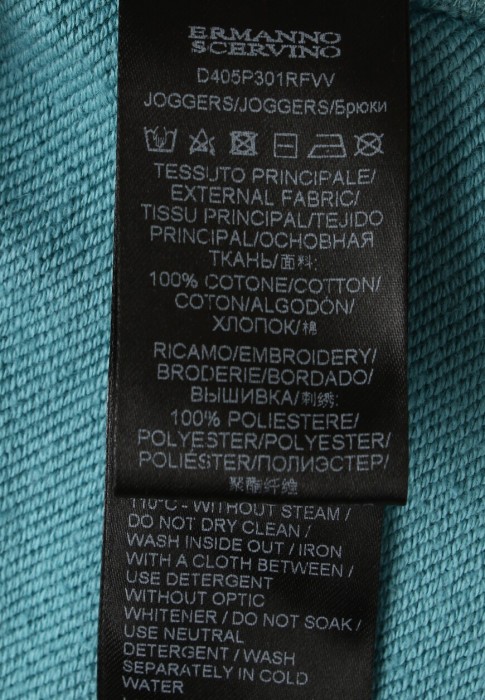 ERMANNO
SCERVINO
D405P301RFVV
JOGGERS/JOGGERS/Брюки
TESSUTO PRINCIPALE/
EXTERNAL FABRIC/
TISSU PRINCIPAL/TEJIDO
PRINCIPAL/ОСНОВНАЯ
ТКАНЬ/面料:
100% COTONE/COTTON/
COTON/ALGODÓN/
ХЛОПОК/棉
RICAMO/EMBROIDERY/
BRODERIE/BORDADO/
ВЫШИВКА/刺绣:
100% POLIESTERE/
POLYESTER/POLYESTER/
POLIÉSTER/ПОЛИЭСТЕР/
聚酯纤维
110°C - WITHOUT STEAM /
DO NOT DRY CLEAN /
WASH INSIDE OUT / IRON
WITH A CLOTH BETWEEN /
USE DETERGENT
WITHOUT OPTIC
WHITENER / DO NOT SOAK /
USE NEUTRAL
DETERGENT / WASH
SEPARATELY IN COLD
WATER